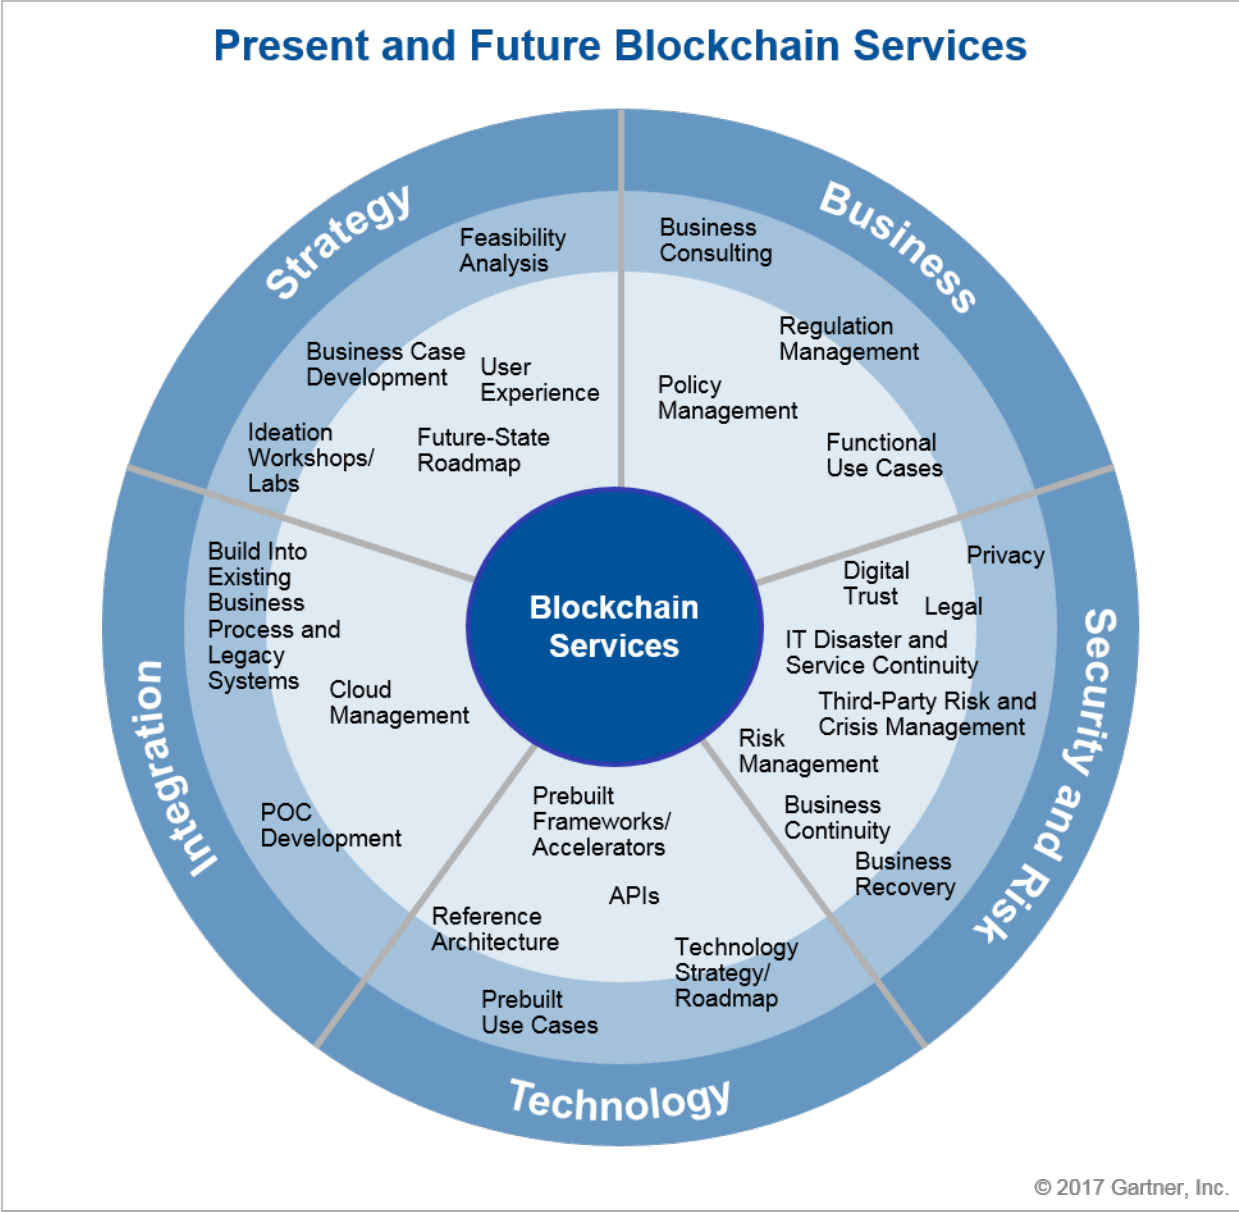 Present and Future Blockchain Services
Strategy
Feasibility
Analysis
Business Case
Development
User
Experience
Ideation
Workshops/
Labs
Future-State
Roadmap
Business
Business
Consulting
Regulation
Management
Policy
Management
Functional
Use Cases
Security and Risk
Privacy
Digital
Trust
Legal
IT Disaster and
Service Continuity
Third-Party Risk and
Crisis Management
Risk
Management
Business
Continuity
Business
Recovery
Technology
Prebuilt
Frameworks/
Accelerators
APIs
Reference
Architecture
Technology
Strategy/
Roadmap
Prebuilt
Use Cases
Integration
Build Into
Existing
Business
Process and
Legacy
Systems
Cloud
Management
POC
Development
Blockchain
Services
© 2017 Gartner, Inc.